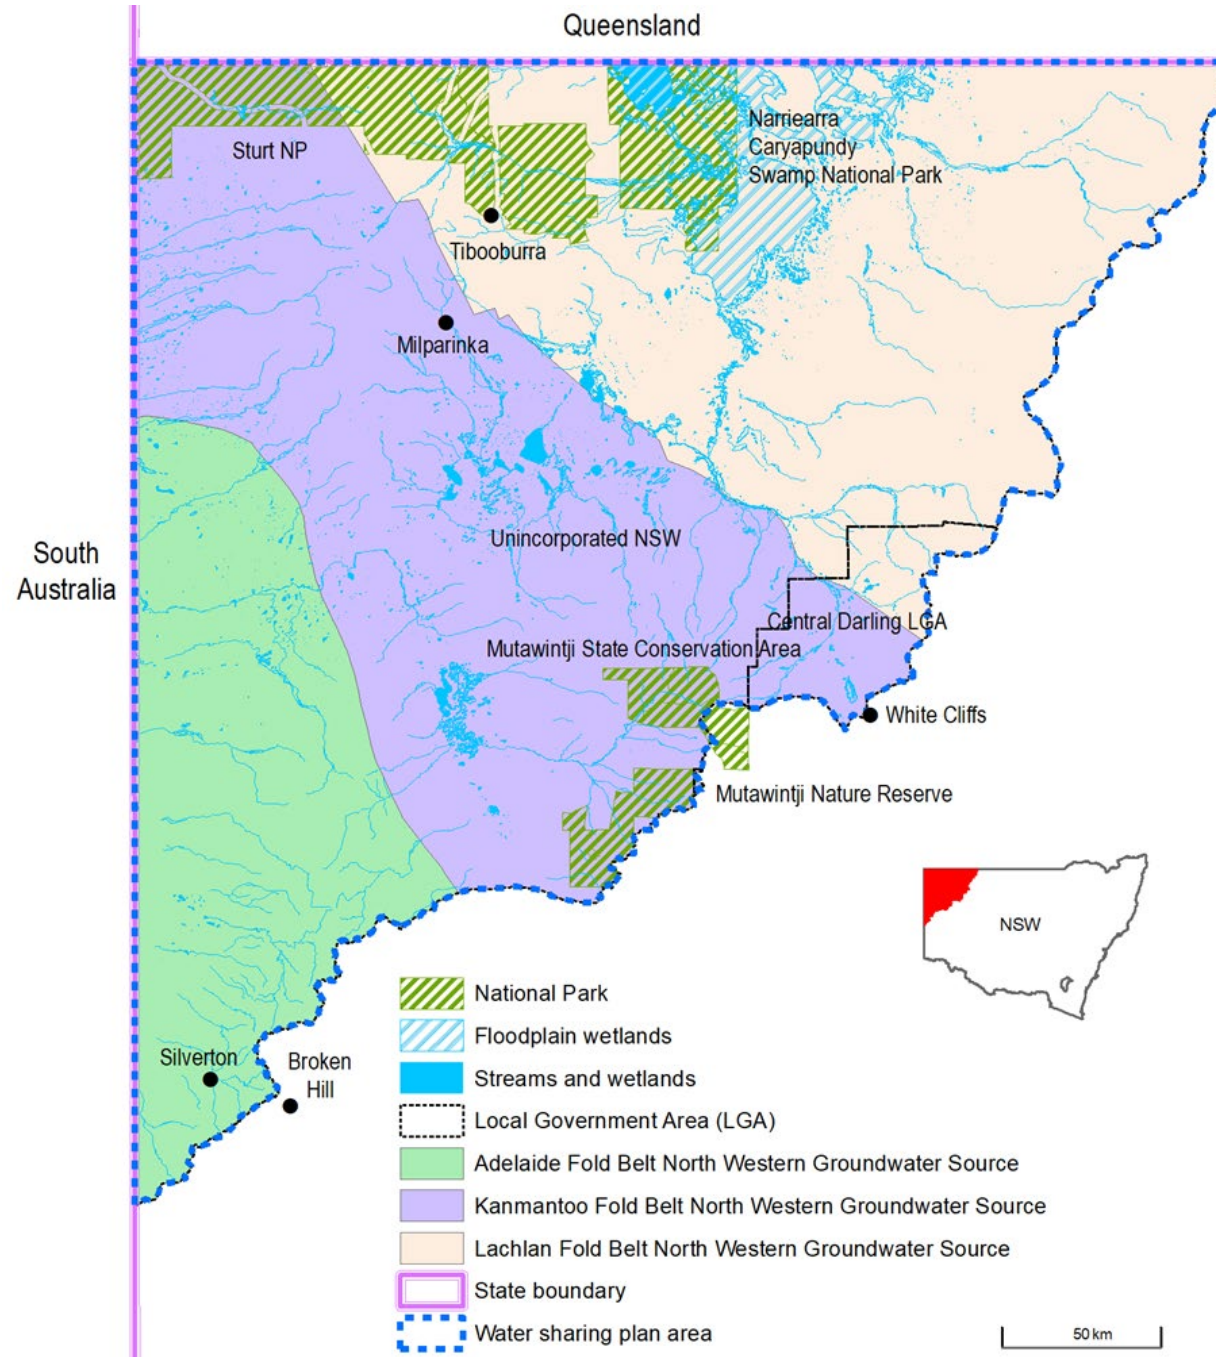 Queensland
Narriearra
Caryapundy
Swamp National Park
Sturt NP
Tibooburra
Milparinka
Unincorporated NSW
South
Australia
Central Darling LGA
Mutawintji State Conservation Area
White Cliffs
Mutawintji Nature Reserve
NSW
Silverton
Broken
Hill
National Park
Floodplain wetlands
Streams and wetlands
Local Government Area (LGA)
Adelaide Fold Belt North Western Groundwater Source
Kanmantoo Fold Belt North Western Groundwater Source
Lachlan Fold Belt North Western Groundwater Source
State boundary
Water sharing plan area
50 km